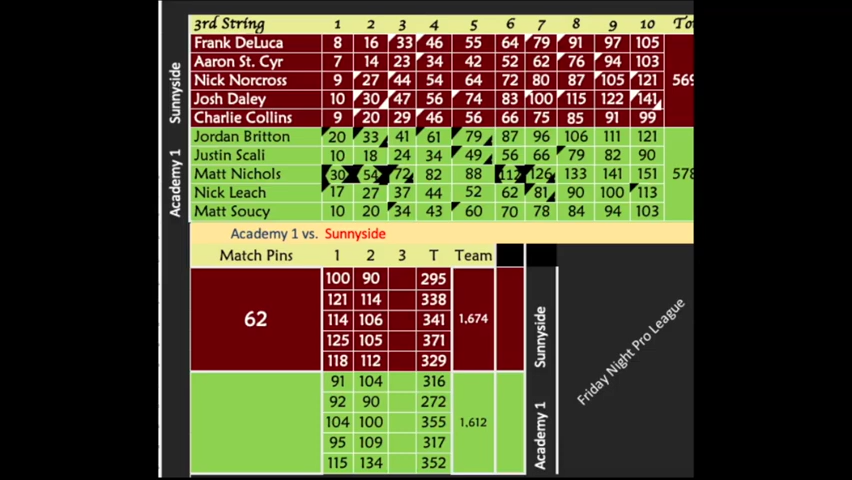 3rd String 1 2 3 4 5 6 7 8 9 10 To
Sunnyside
Frank DeLuca 8 16 33 46 55 64 79 91 97 105
Aaron St. Cyr 7 14 23 34 42 52 62 76 94 103
Nick Norcross 9 27 44 54 64 72 80 87 105 121 569
Josh Daley 10 30 47 56 74 83 100 115 122 141
Charlie Collins 9 20 29 46 56 66 75 85 91 99
Academy 1
Jordan Britton 20 33 41 61 79 87 96 106 111 121
Justin Scali 10 18 24 34 49 56 66 79 82 90
Matt Nichols 30 54 72 82 88 112 126 133 141 151 578
Nick Leach 17 27 37 44 52 62 81 90 100 113
Matt Soucy 10 20 34 43 60 70 78 84 94 103
Academy 1 vs. Sunnyside
Match Pins 1 2 3 T Team
100 90 295
121 114 338
62 114 106 341 1,674
125 105 371
118 112 329
Sunnyside
91 104 316
92 90 272
104 100 355 1,612
95 109 317
115 134 352
Academy 1
Friday Night Pro League